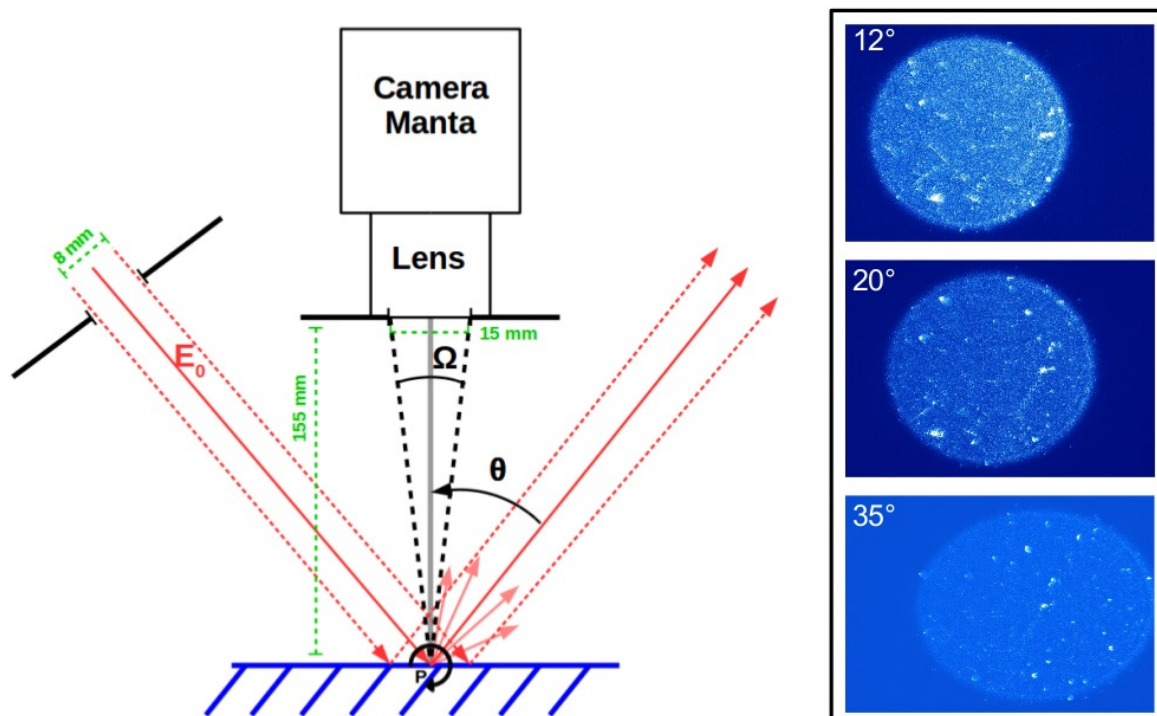 Camera
Manta
Lens
8 mm
E0
15 mm
Ω
155 mm
θ
P
12°
20°
35°